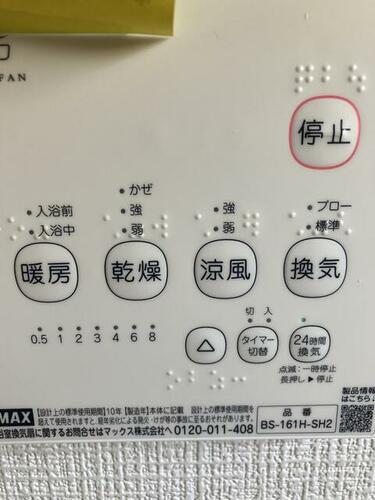 FAN
停止
かぜ
入浴前 強 強 ブロー
入浴中 弱 弱 標準
暖房 乾燥 涼風 換気
0.5 1 2 3 4 6 8
切 入
△ タイマー切替 24時間換気
点滅:一時停止
長押し▶停止
製品情報
はこちら
MAX
【設計上の標準使用期間】10年【製造年】本体に記載 設計上の標準使用期間を
超えて使用されますと、経年劣化による発火・けが等の事故に至るおそれがあります。
浴室換気扇に関するお問合せはマックス株式会社へ 0120-011-408
品番
BS-161H-SH2